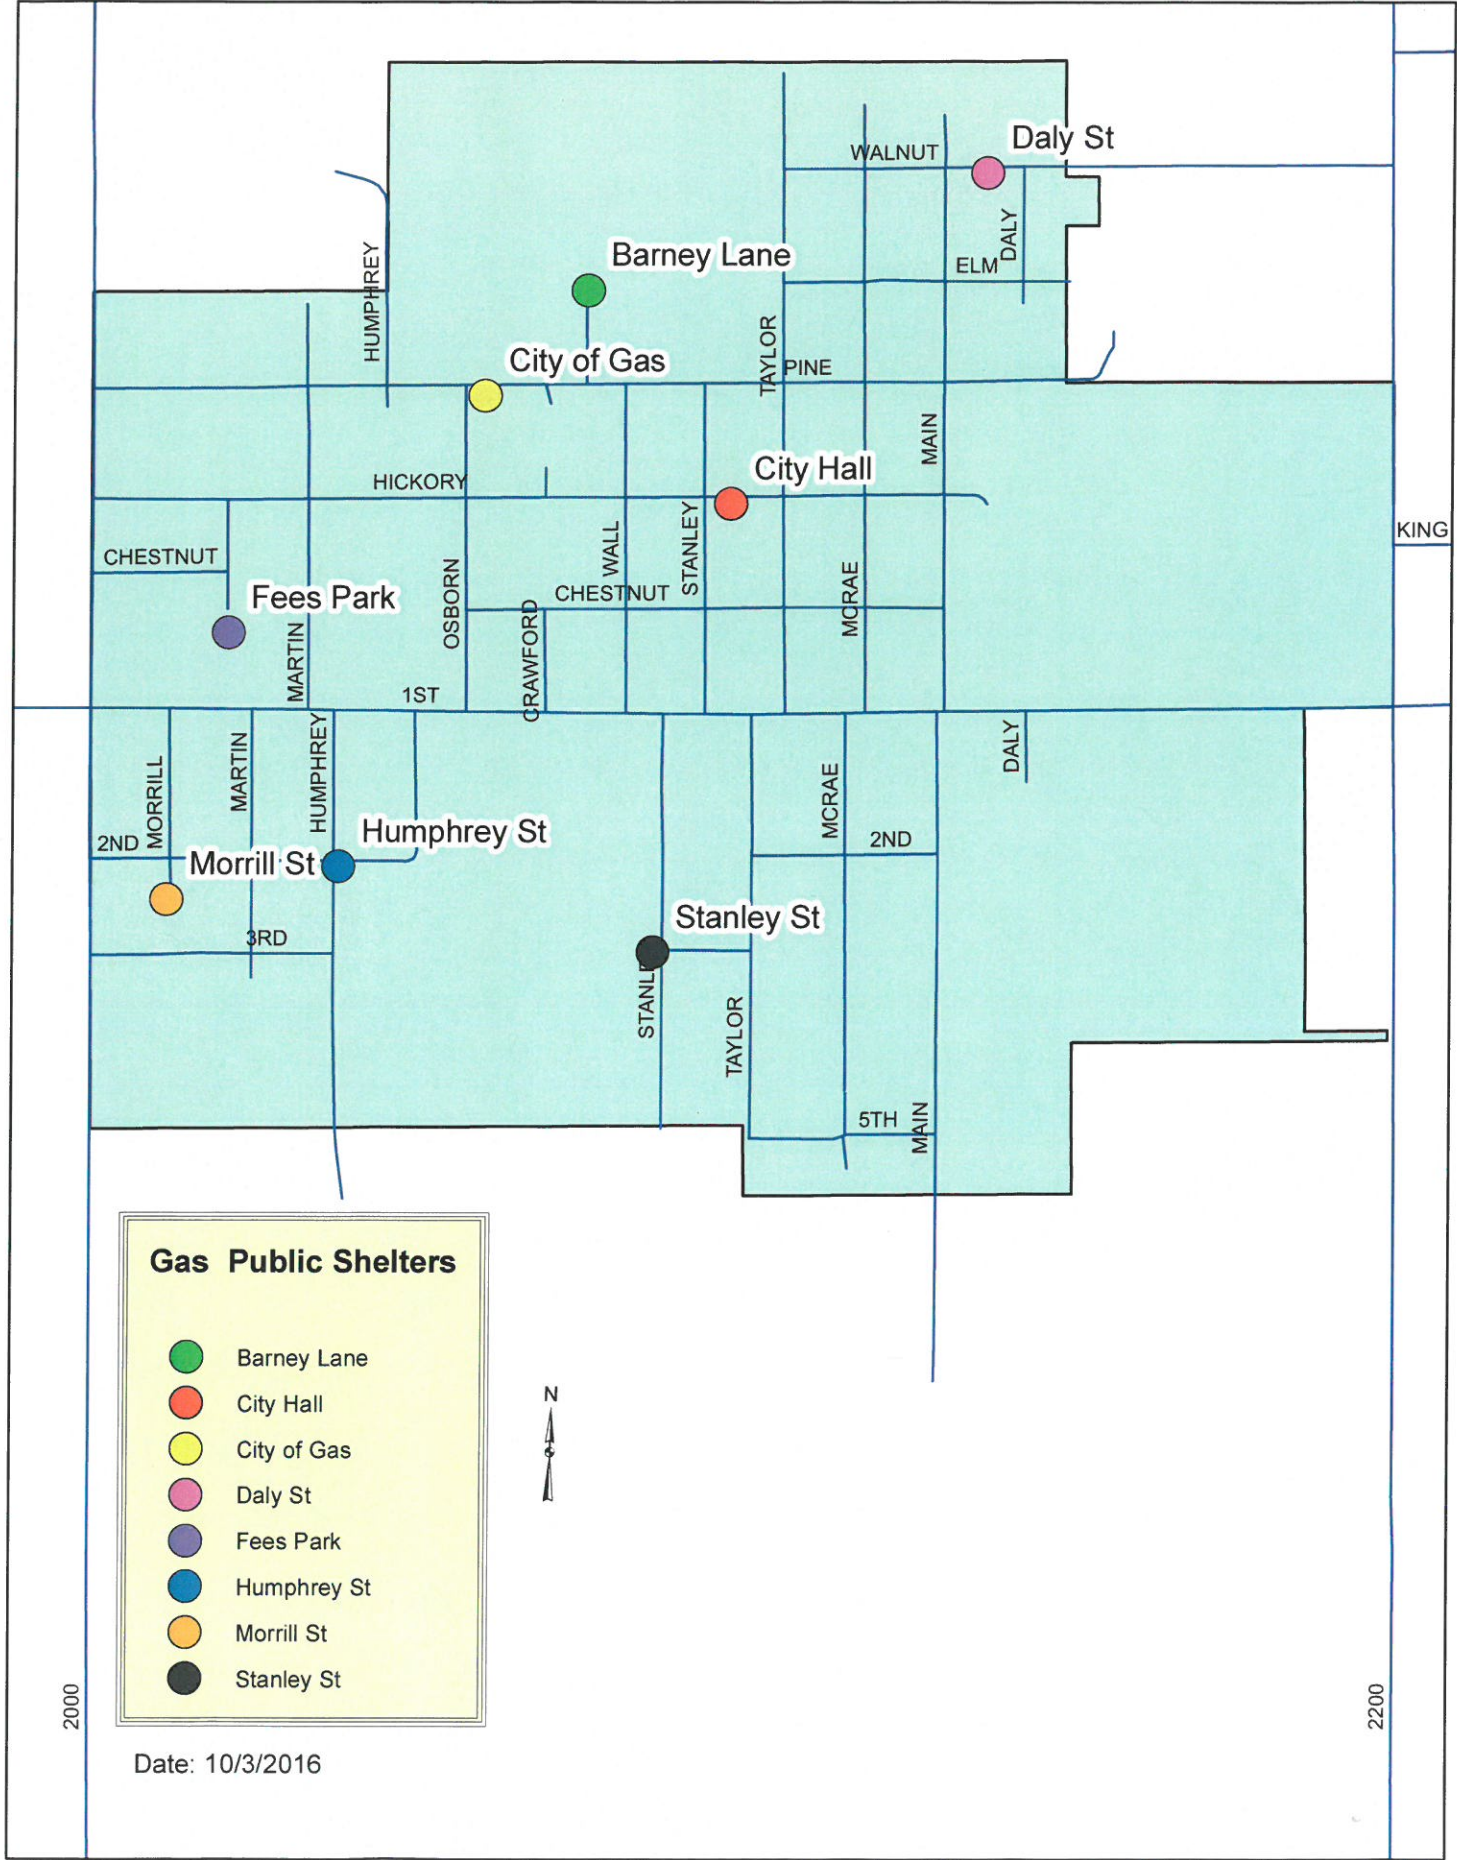 Daly St
WALNUT
DALY
HUMPHREY
Barney Lane
ELM
TAYLOR
City of Gas
PINE
MAIN
HICKORY
City Hall
KING
CHESTNUT
WALL
STANLEY
OSBORN
CHESTNUT
MCRAE
Fees Park
CRAWFORD
MARTIN
1ST
MORRILL
MARTIN
HUMPHREY
MCRAE
DALY
2ND
Humphrey St
2ND
Morrill St
Stanley St
3RD
STANL
TAYLOR
5TH
MAIN
Gas Public Shelters
Barney Lane
City Hall
City of Gas
Daly St
Fees Park
Humphrey St
Morrill St
Stanley St
N
2000
2200
Date: 10/3/2016